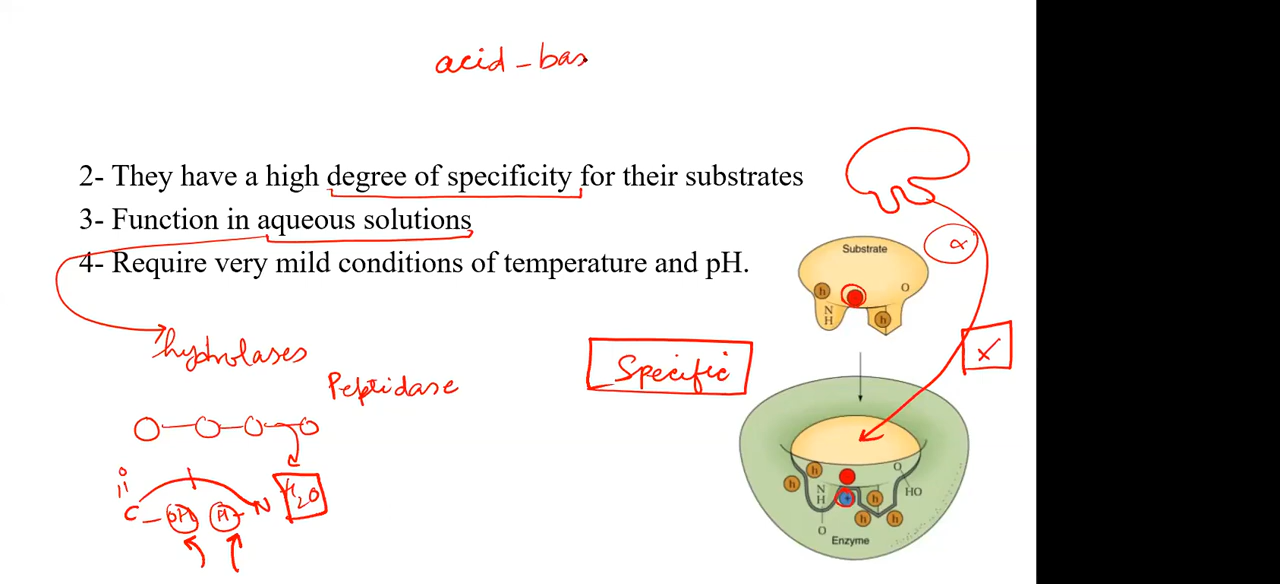 acid-bas
2- They have a high degree of specificity for their substrates
3- Function in aqueous solutions
4- Require very mild conditions of temperature and pH.
hydrolases
Peptidase
H2O
O
C - OH H - N
Specific
α
X
Substrate
h
O
N
H
h
h
h
N
H
O
+
h
h
h
O
HO
Enzyme